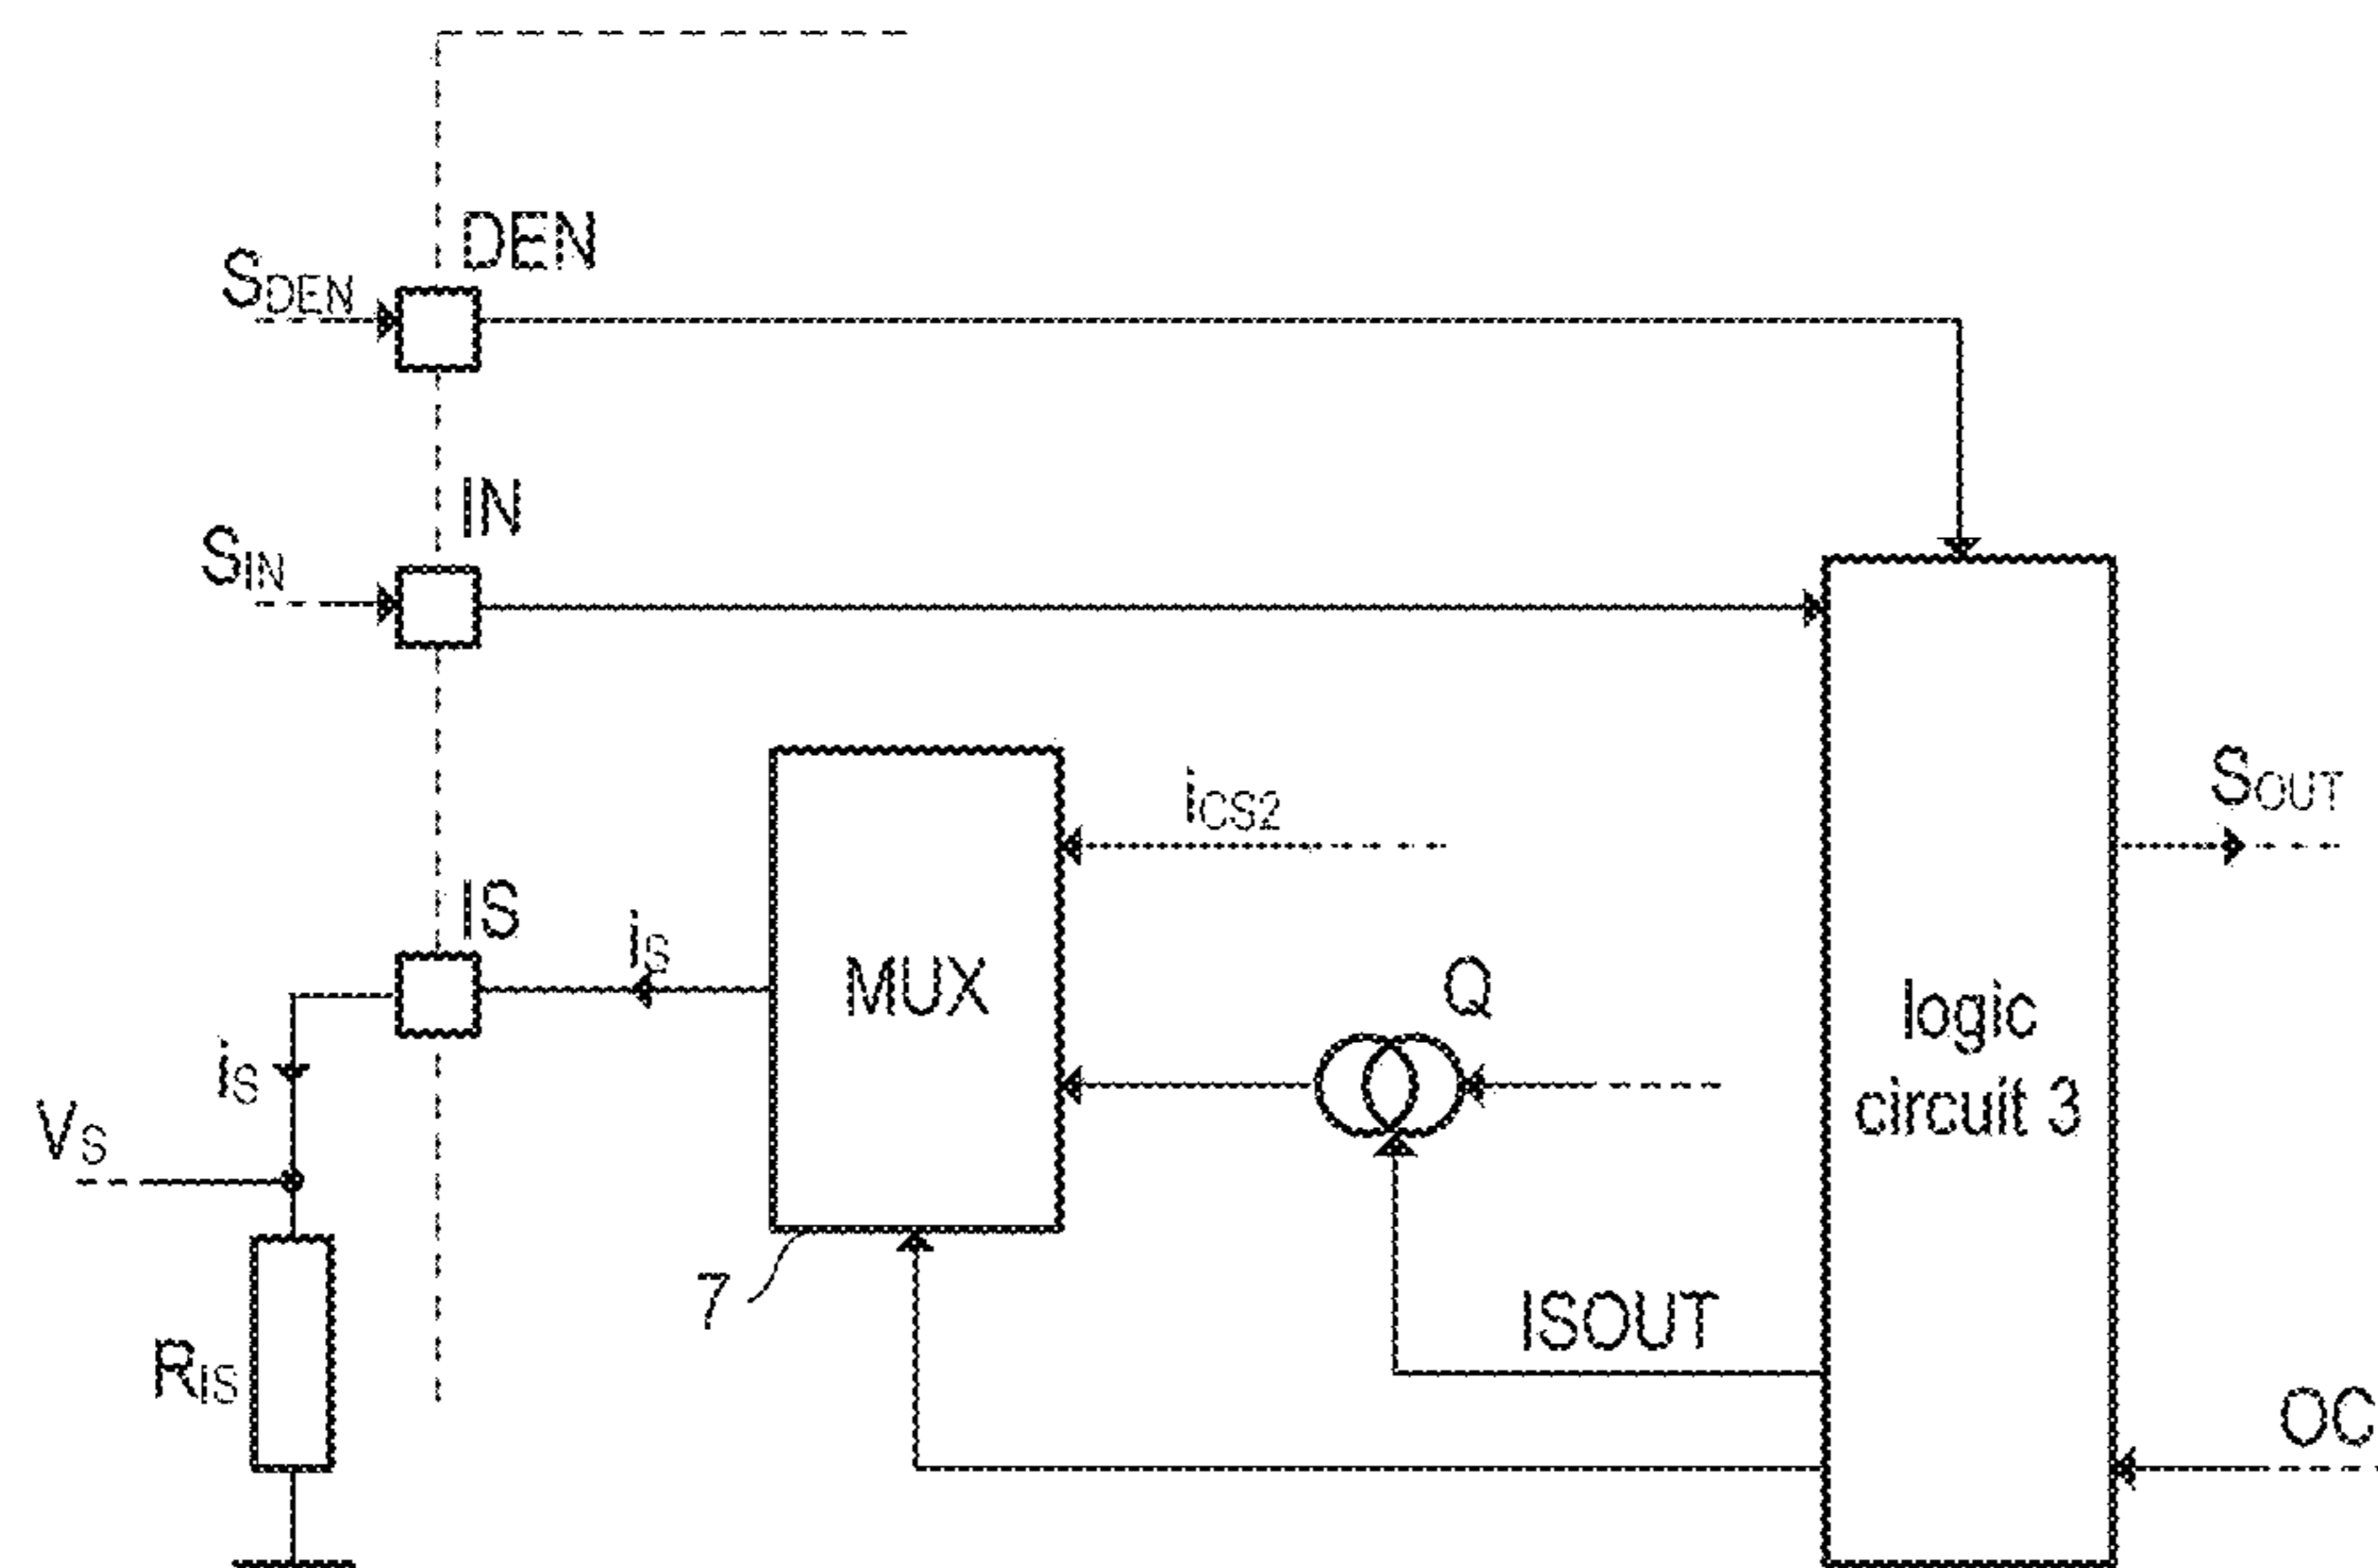 DEN
SDEN
IN
SIN
iCS2
SOUT
IS
iS
MUX
Q
logic
circuit 3
iS
VS
7
ISOUT
RIS
OC